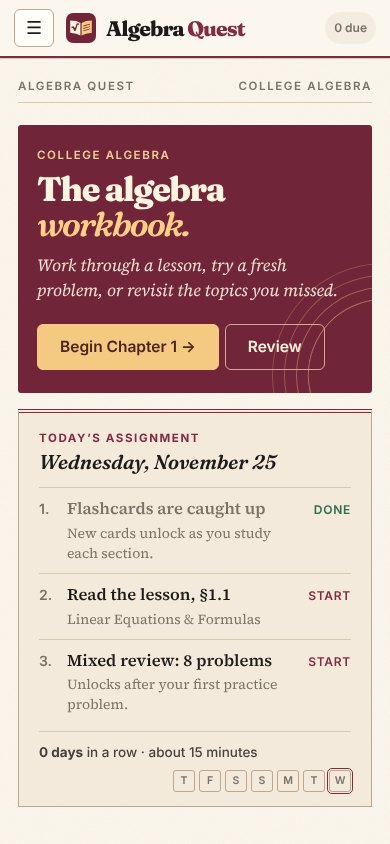 ☰ Algebra Quest 0 due
ALGEBRA QUEST COLLEGE ALGEBRA
COLLEGE ALGEBRA
The algebra
workbook.
Work through a lesson, try a fresh
problem, or revisit the topics you missed.
Begin Chapter 1 → Review
TODAY'S ASSIGNMENT
Wednesday, November 25
1. Flashcards are caught up DONE
New cards unlock as you study
each section.
2. Read the lesson, §1.1 START
Linear Equations & Formulas
3. Mixed review: 8 problems START
Unlocks after your first practice
problem.
0 days in a row · about 15 minutes
T F S S M T W